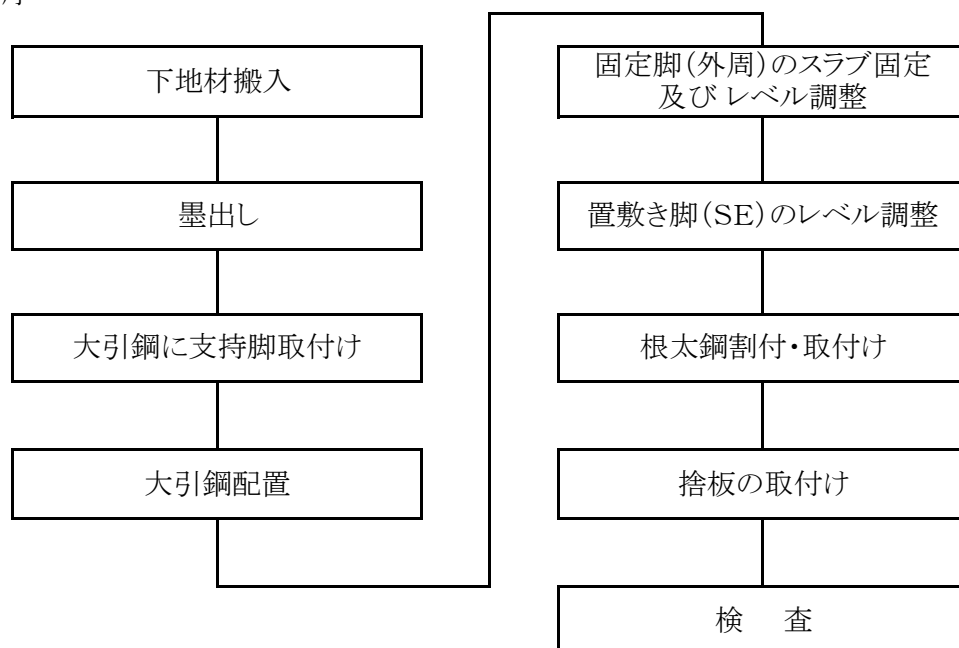 下地材搬入
墨出し
大引鋼に支持脚取付け
大引鋼配置
固定脚(外周)のスラブ固定
及び レベル調整
置敷き脚(SE)のレベル調整
根太鋼割付・取付け
捨板の取付け
検 査